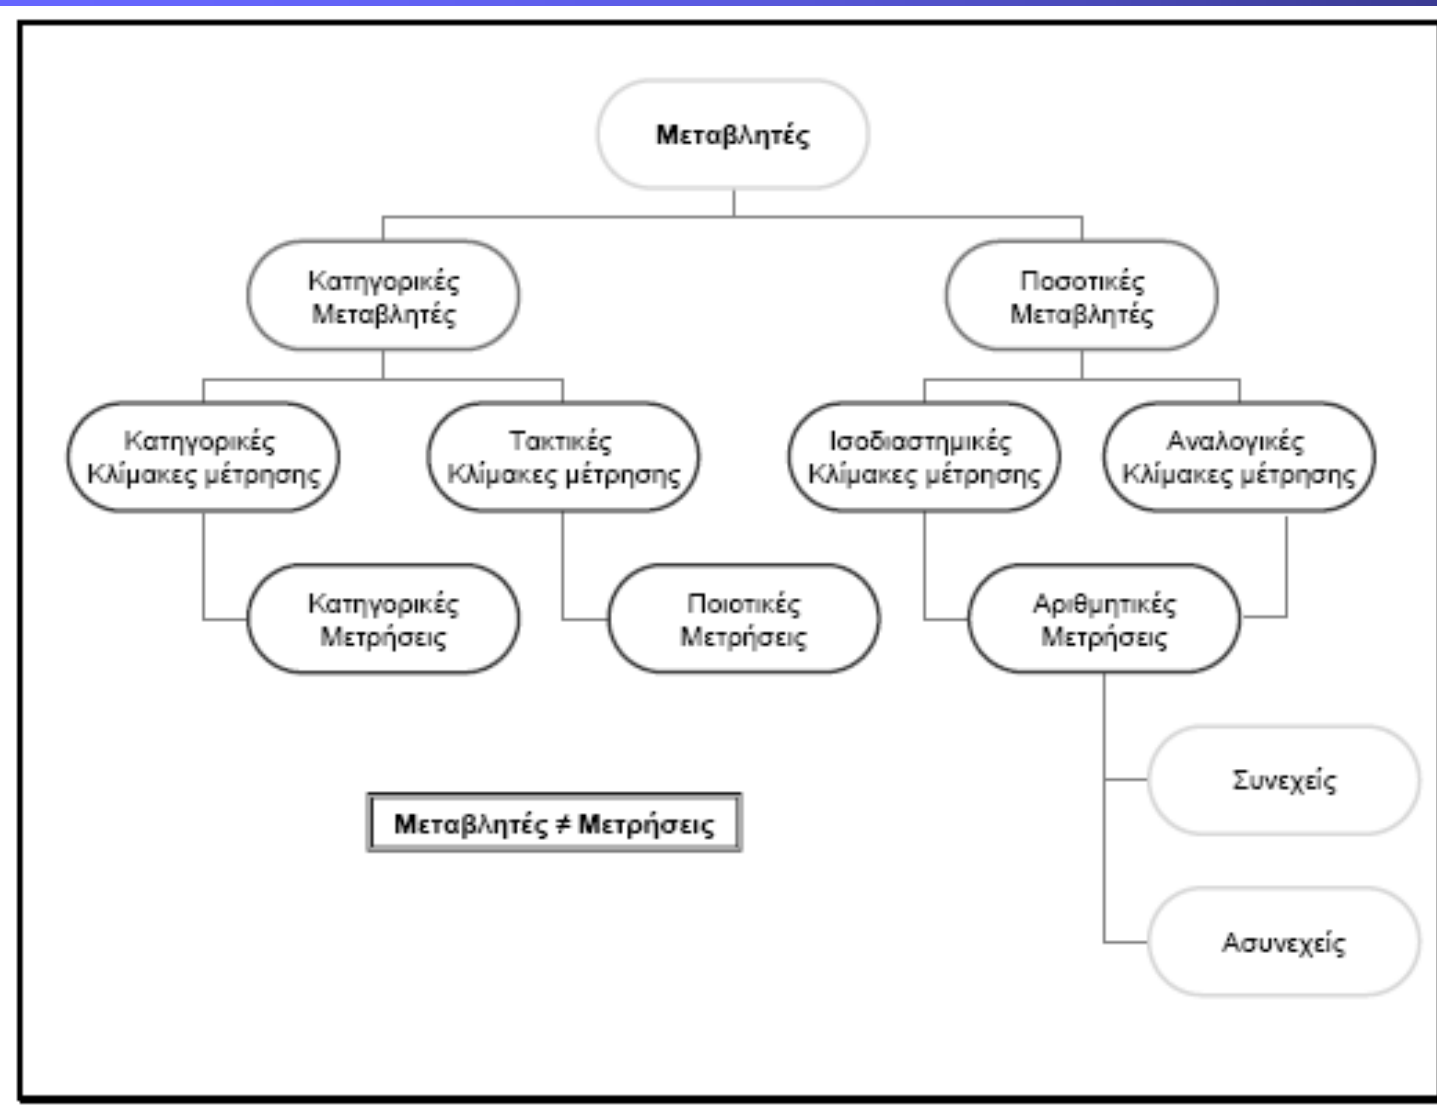 Μεταβλητές
Κατηγορικές
Μεταβλητές
Ποσοτικές
Μεταβλητές
Κατηγορικές
Κλίμακες μέτρησης
Τακτικές
Κλίμακες μέτρησης
Ισοδιαστημικές
Κλίμακες μέτρησης
Αναλογικές
Κλίμακες μέτρησης
Κατηγορικές
Μετρήσεις
Ποιοτικές
Μετρήσεις
Αριθμητικές
Μετρήσεις
Συνεχείς
Μεταβλητές ≠ Μετρήσεις
Ασυνεχείς